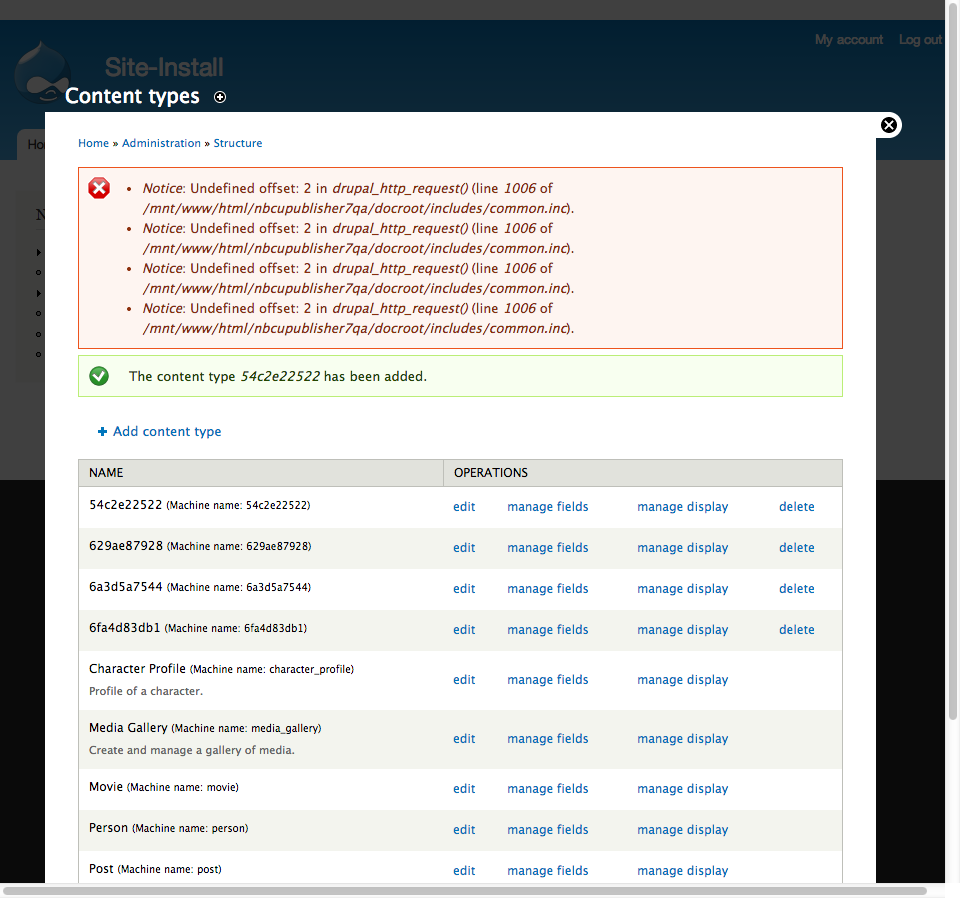 My account Log out
Site-Install
Content types
Ho
Home » Administration » Structure
N
Notice: Undefined offset: 2 in drupal_http_request() (line 1006 of
/mnt/www/html/nbcupublisher7qa/docroot/includes/common.inc).
Notice: Undefined offset: 2 in drupal_http_request() (line 1006 of
/mnt/www/html/nbcupublisher7qa/docroot/includes/common.inc).
Notice: Undefined offset: 2 in drupal_http_request() (line 1006 of
/mnt/www/html/nbcupublisher7qa/docroot/includes/common.inc).
Notice: Undefined offset: 2 in drupal_http_request() (line 1006 of
/mnt/www/html/nbcupublisher7qa/docroot/includes/common.inc).
The content type 54c2e22522 has been added.
Add content type
NAME OPERATIONS
54c2e22522 (Machine name: 54c2e22522) edit manage fields manage display delete
629ae87928 (Machine name: 629ae87928) edit manage fields manage display delete
6a3d5a7544 (Machine name: 6a3d5a7544) edit manage fields manage display delete
6fa4d83db1 (Machine name: 6fa4d83db1) edit manage fields manage display delete
Character Profile (Machine name: character_profile) edit manage fields manage display
Profile of a character.
Media Gallery (Machine name: media_gallery) edit manage fields manage display
Create and manage a gallery of media.
Movie (Machine name: movie) edit manage fields manage display
Person (Machine name: person) edit manage fields manage display
Post (Machine name: post) edit manage fields manage display